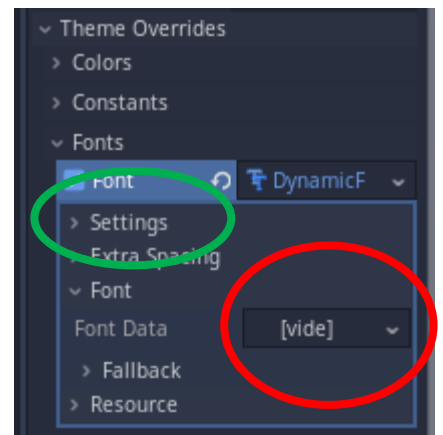 Theme Overrides
Colors
Constants
Fonts
Font DynamicF
Settings
Extra Spacing
Font
Font Data [vide]
Fallback
Resource